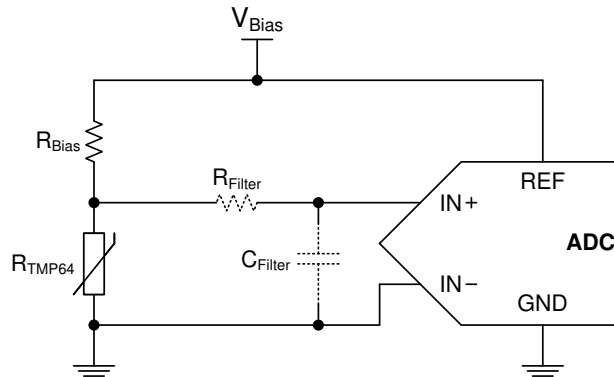 VBias
RBias
RFilter
REF
IN+
ADC
RTMP64
CFilter
IN−
GND